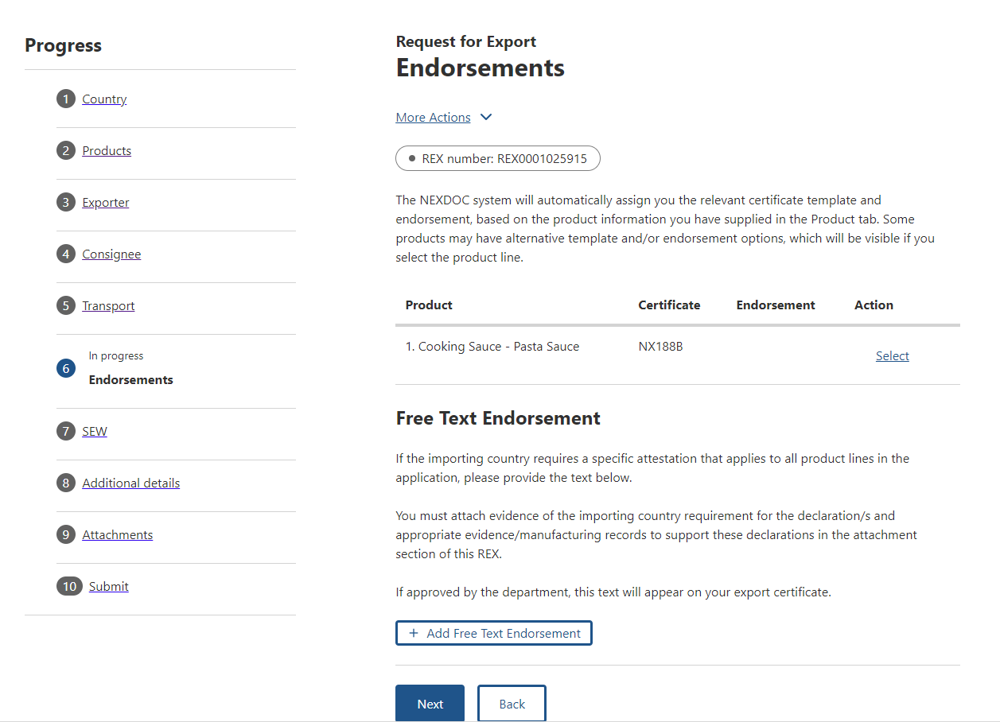 Progress
1 Country
2 Products
3 Exporter
4 Consignee
5 Transport
In progress
6 Endorsements
7 SEW
8 Additional details
9 Attachments
10 Submit
Request for Export
Endorsements
More Actions
REX number: REX0001025915
The NEXDOC system will automatically assign you the relevant certificate template and
endorsement, based on the product information you have supplied in the Product tab. Some
products may have alternative template and/or endorsement options, which will be visible if you
select the product line.
Product Certificate Endorsement Action
1. Cooking Sauce - Pasta Sauce NX188B Select
Free Text Endorsement
If the importing country requires a specific attestation that applies to all product lines in the
application, please provide the text below.
You must attach evidence of the importing country requirement for the declaration/s and
appropriate evidence/manufacturing records to support these declarations in the attachment
section of this REX.
If approved by the department, this text will appear on your export certificate.
+ Add Free Text Endorsement
Next Back